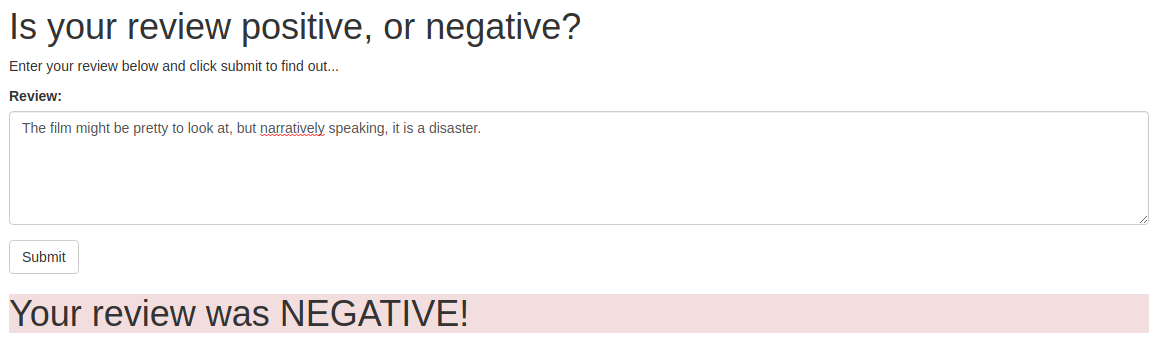 Is your review positive, or negative?
Enter your review below and click submit to find out...
Review:
The film might be pretty to look at, but narratively speaking, it is a disaster.
Submit
Your review was NEGATIVE!